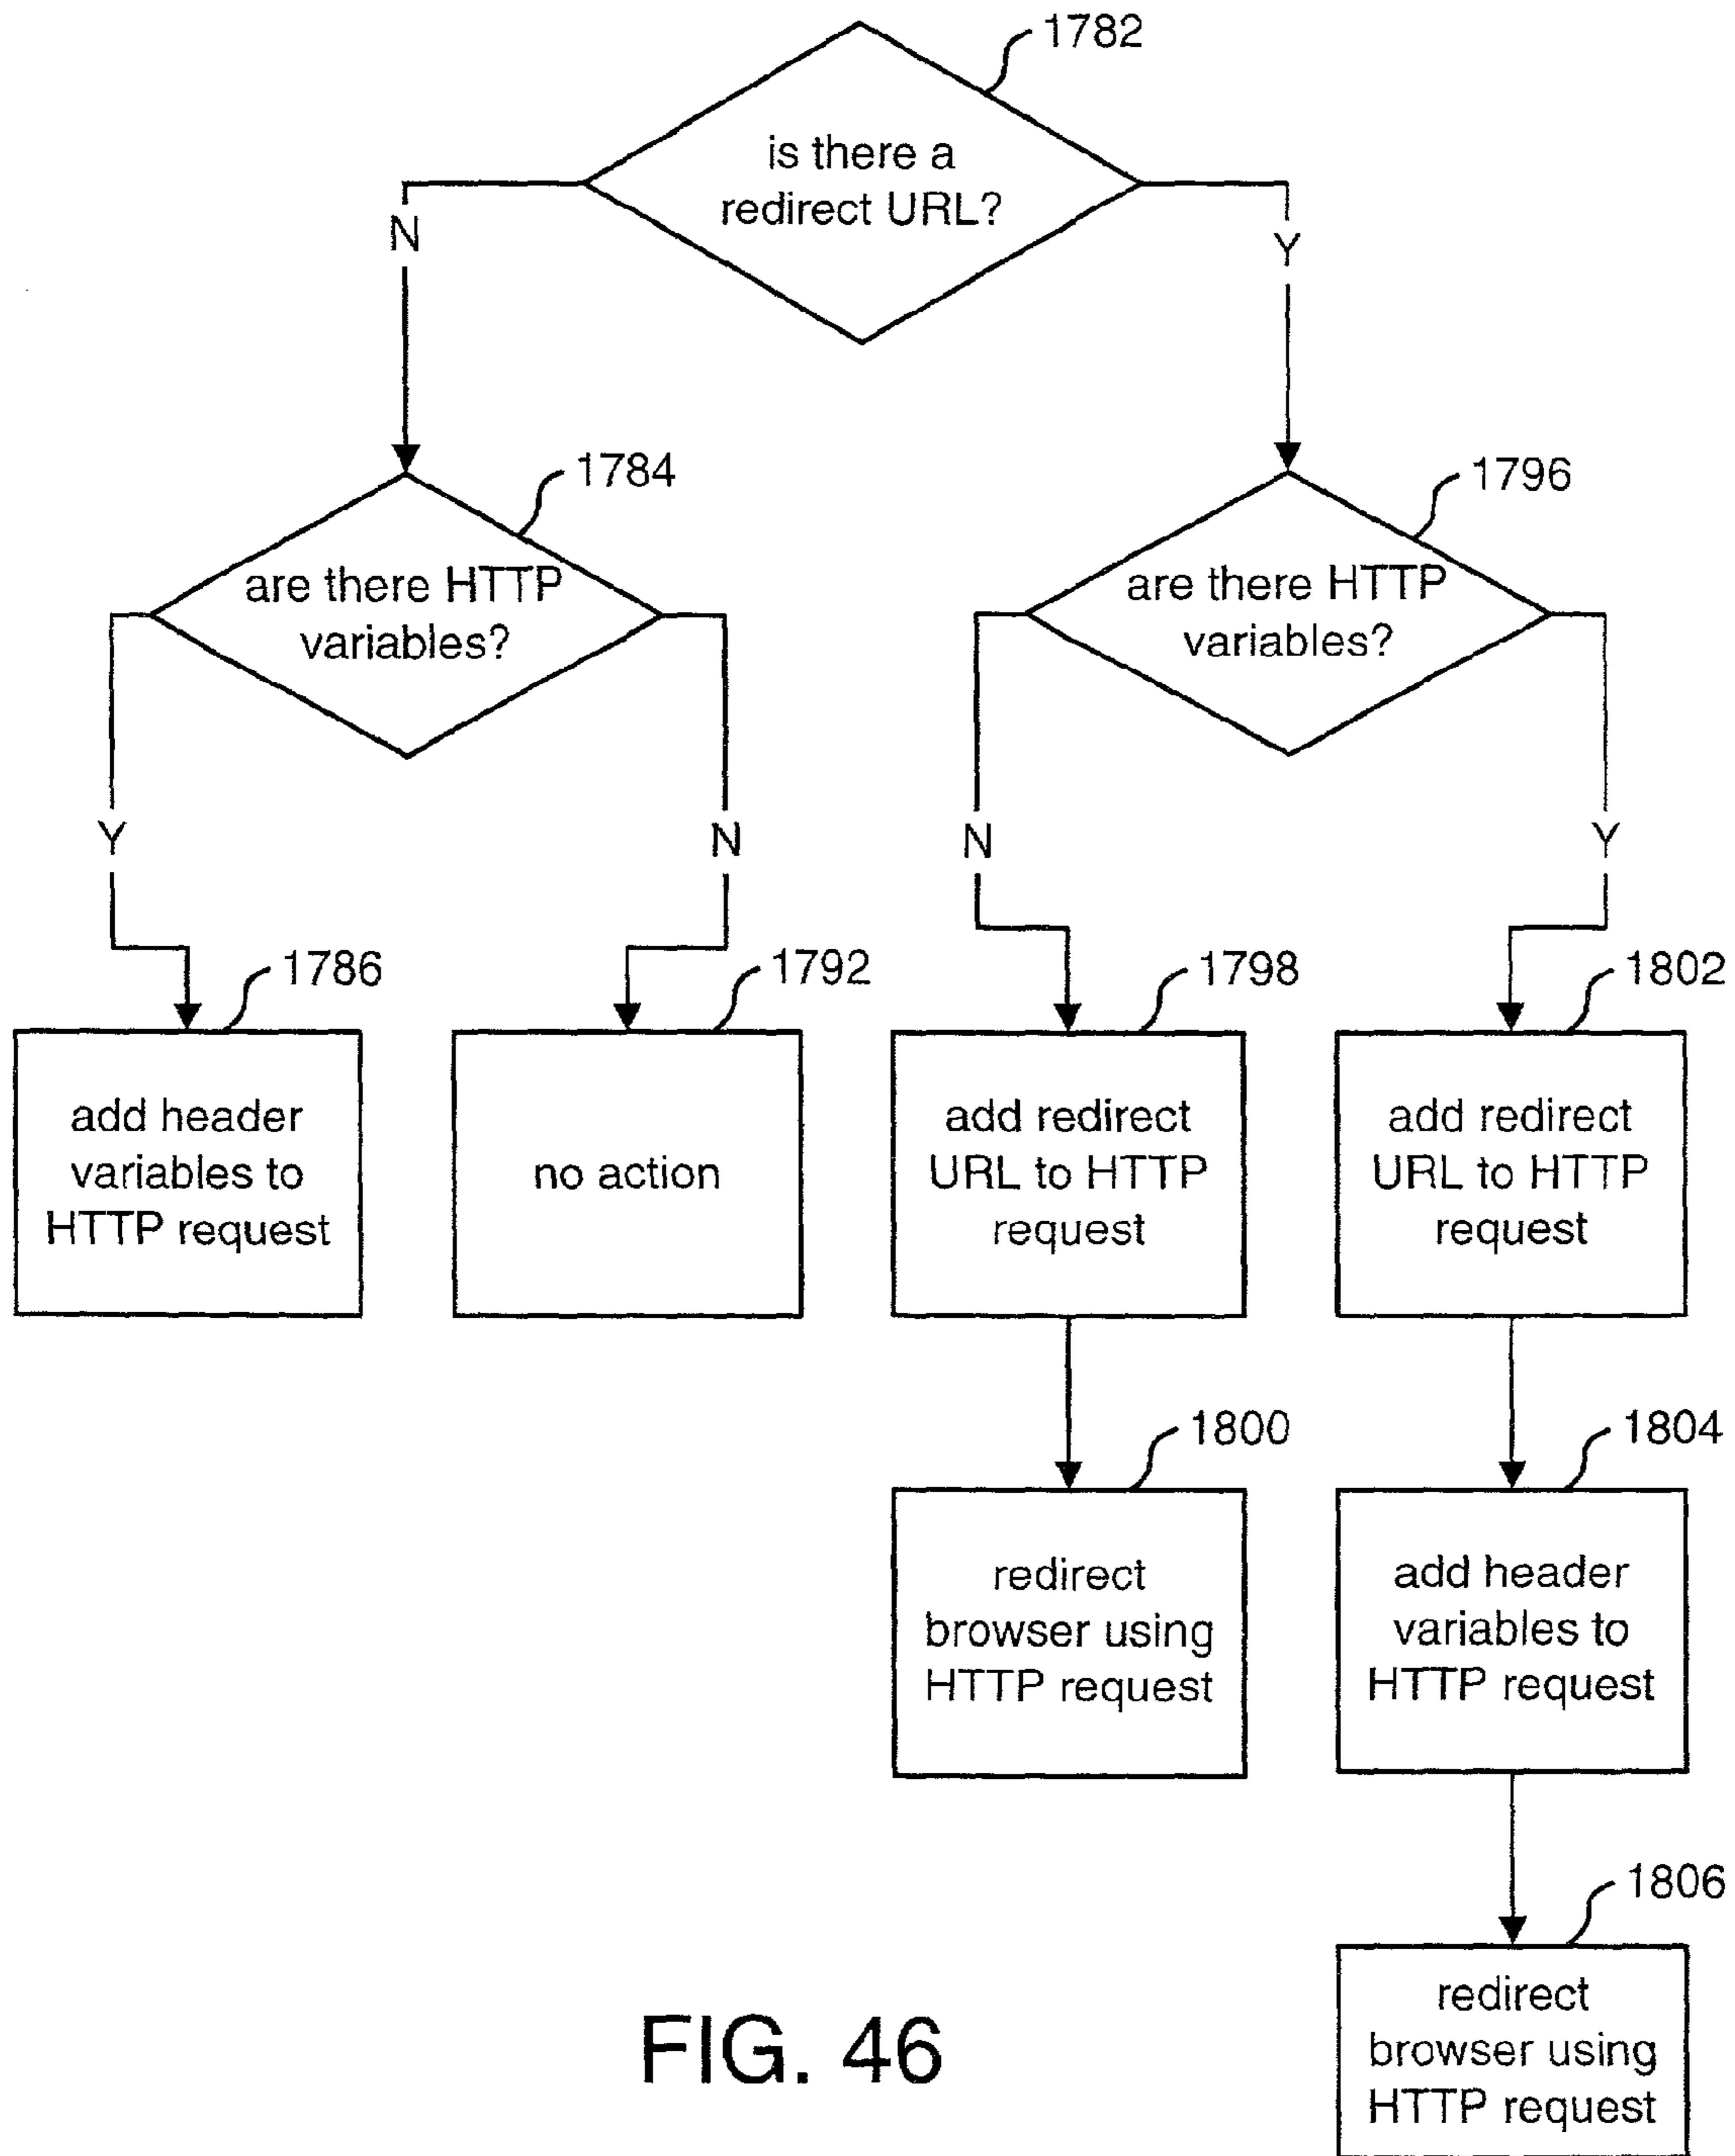 1782
is there a
redirect URL?
N
Y
1784
are there HTTP
variables?
1796
are there HTTP
variables?
Y
N
N
Y
1786
add header
variables to
HTTP request
1792
no action
1798
add redirect
URL to HTTP
request
1802
add redirect
URL to HTTP
request
1800
redirect
browser using
HTTP request
1804
add header
variables to
HTTP request
1806
redirect
browser using
HTTP request
FIG. 46